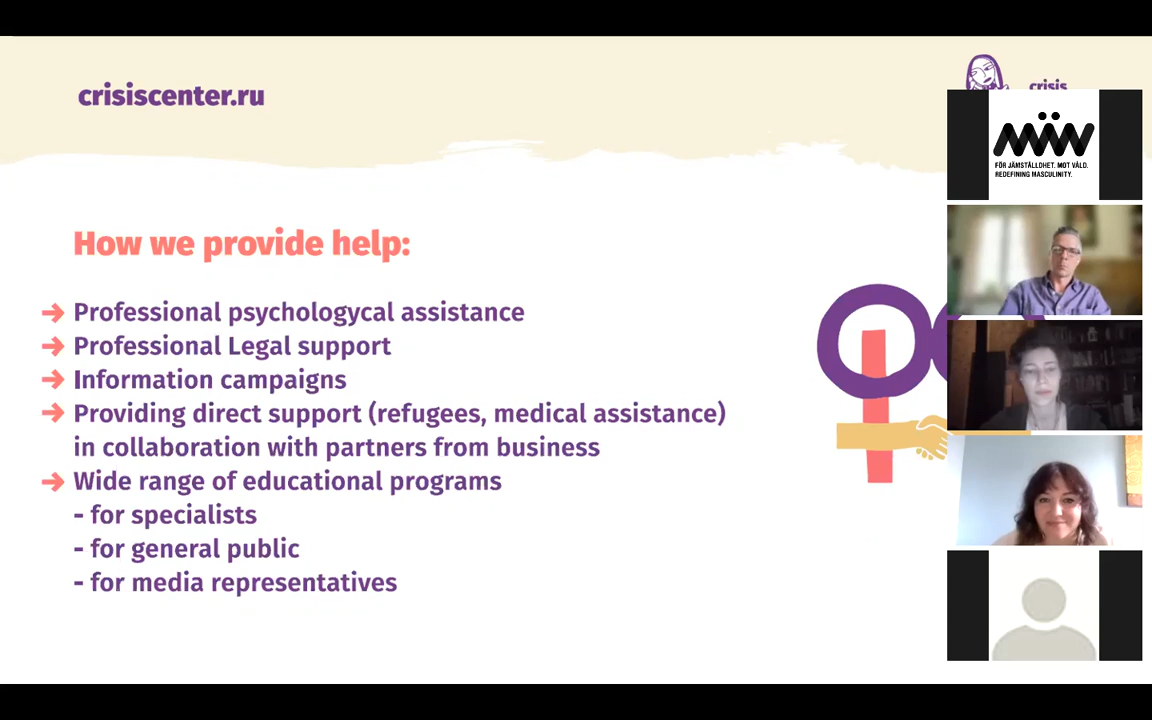 crisiscenter.ru
crisis
MÄN
FÖR JÄMSTÄLLDHET. MOT VÅLD.
REDEFINING MASCULINITY.
How we provide help:
→ Professional psychologycal assistance
→ Professional Legal support
→ Information campaigns
→ Providing direct support (refugees, medical assistance)
in collaboration with partners from business
→ Wide range of educational programs
- for specialists
- for general public
- for media representatives